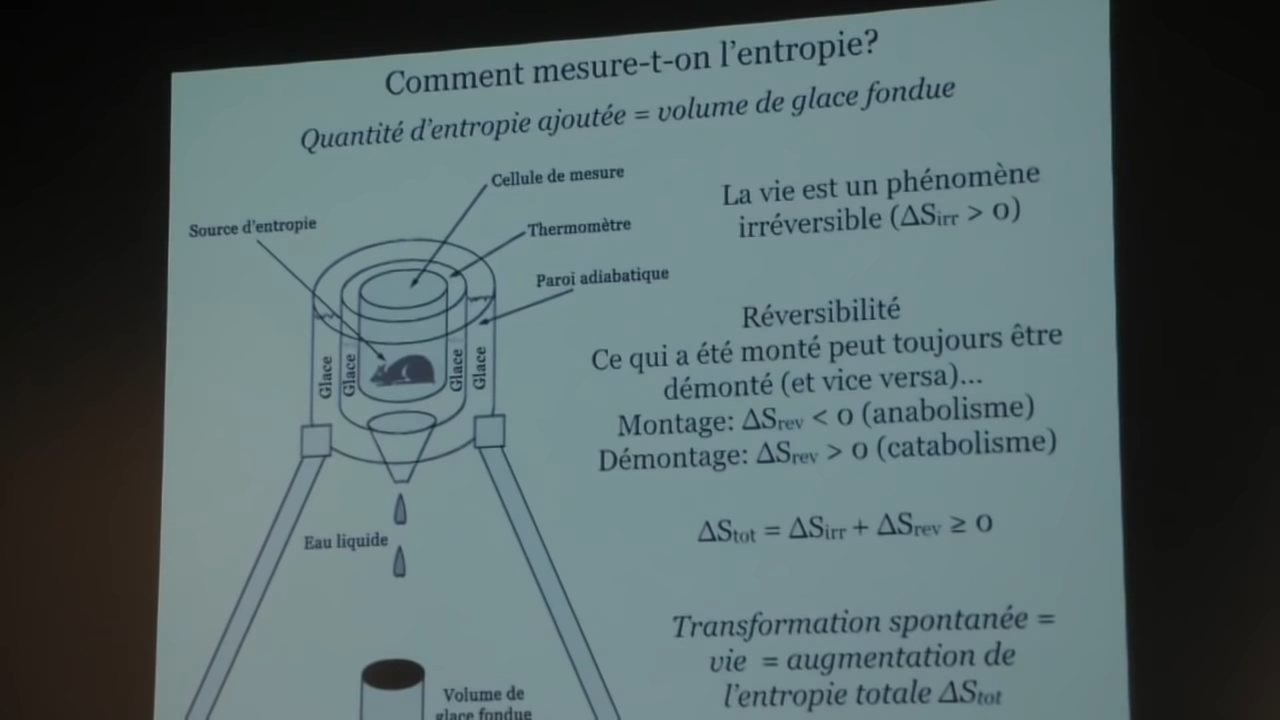 Comment mesure-t-on l'entropie?
Quantité d'entropie ajoutée = volume de glace fondue
Cellule de mesure
Source d'entropie
Thermomètre
Paroi adiabatique
Glace
Glace
Glace
Glace
Eau liquide
Volume de
glace fondue
La vie est un phénomène
irréversible (ΔSirr > 0)
Réversibilité
Ce qui a été monté peut toujours être
démonté (et vice versa)...
Montage: ΔSrev < 0 (anabolisme)
Démontage: ΔSrev > 0 (catabolisme)
ΔStot = ΔSirr + ΔSrev ≥ 0
Transformation spontanée =
vie = augmentation de
l'entropie totale ΔStot